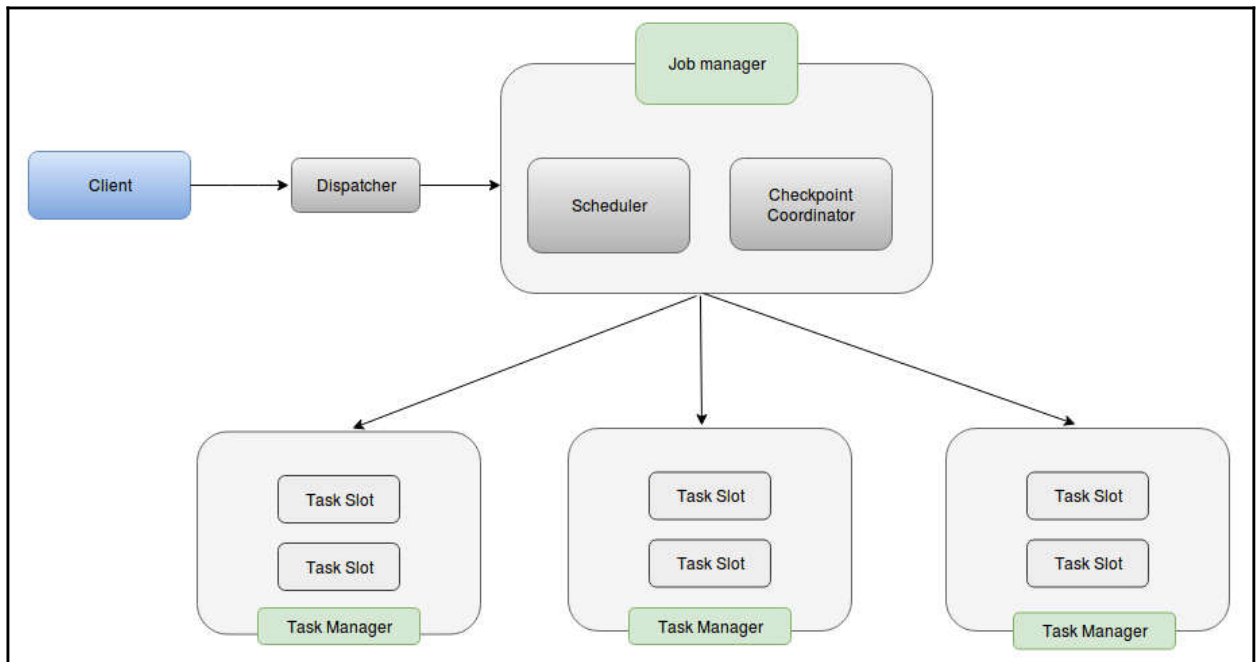 Job manager
Client
Dispatcher
Scheduler
Checkpoint
Coordinator
Task Slot
Task Slot
Task Manager
Task Slot
Task Slot
Task Manager
Task Slot
Task Slot
Task Manager